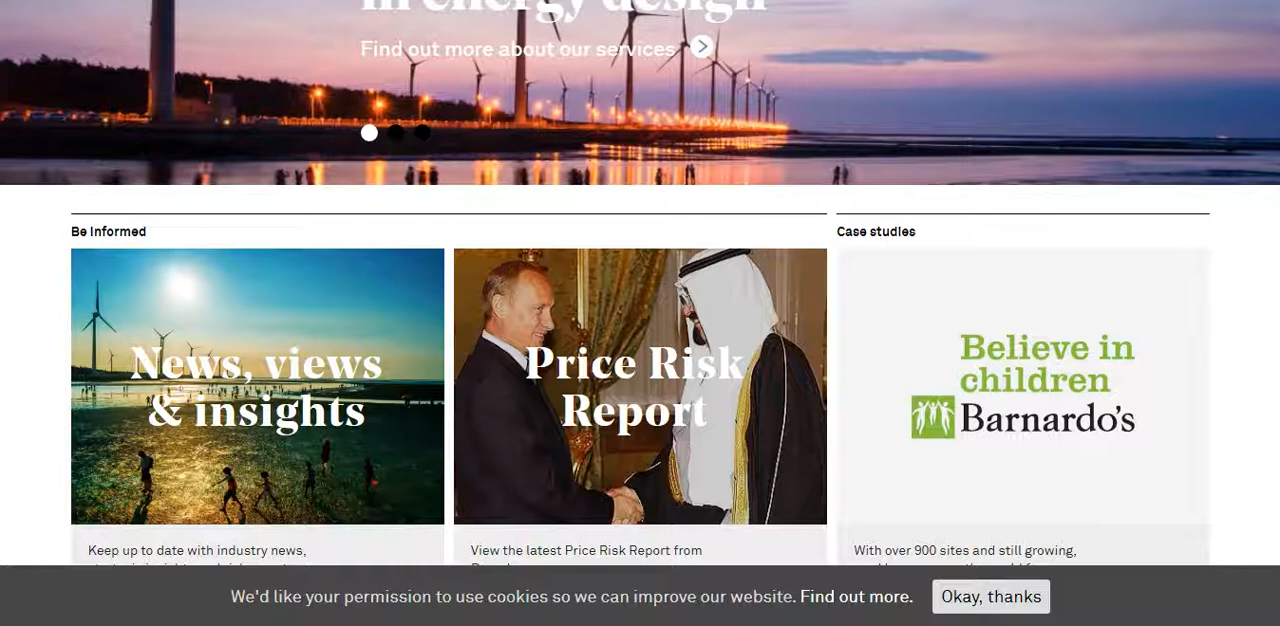 in energy design
Find out more about our services
Be informed
Case studies
News, views
& insights
Price Risk
Report
Believe in
children
Barnardo's
Keep up to date with industry news,
View the latest Price Risk Report from
With over 900 sites and still growing,
We'd like your permission to use cookies so we can improve our website. Find out more.
Okay, thanks